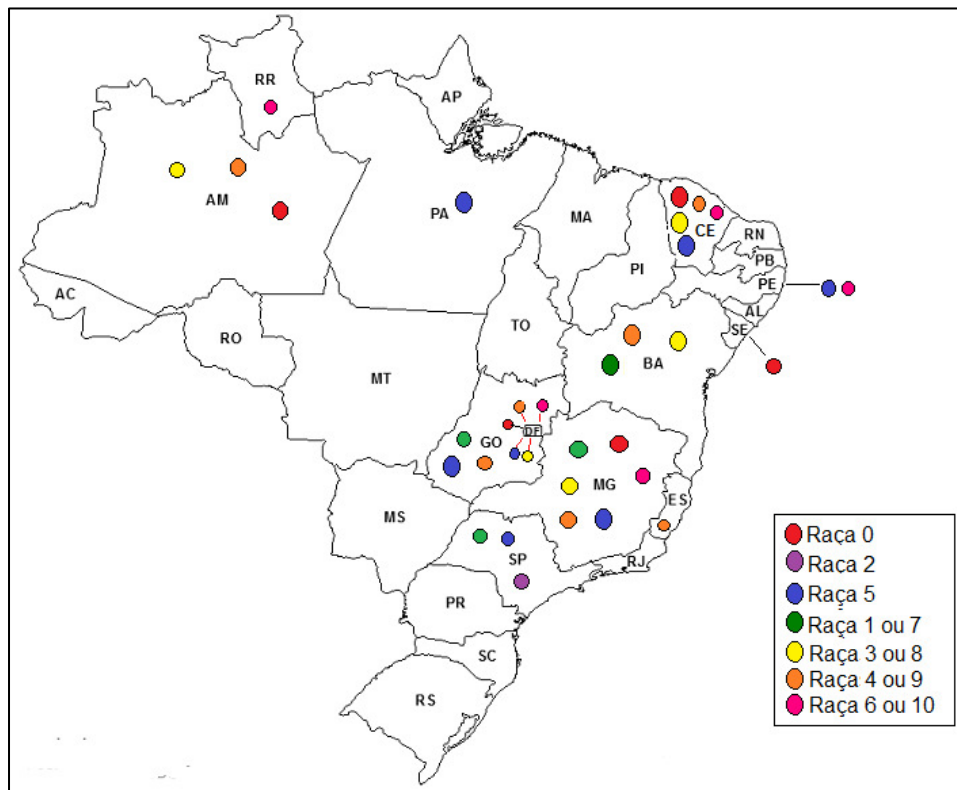 RR
AP
AM
PA
MA
CE
RN
PB
PE
AL
SE
PI
AC
RO
TO
BA
MT
GO
DF
MG
ES
MS
SP
RJ
PR
SC
RS
Raça 0
Raça 2
Raça 5
Raça 1 ou 7
Raça 3 ou 8
Raça 4 ou 9
Raça 6 ou 10